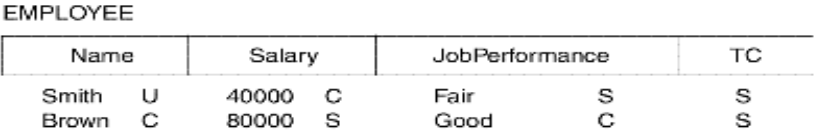 EMPLOYEE
Name Salary JobPerformance TC
Smith U 40000 C Fair S S
Brown C 80000 S Good C S